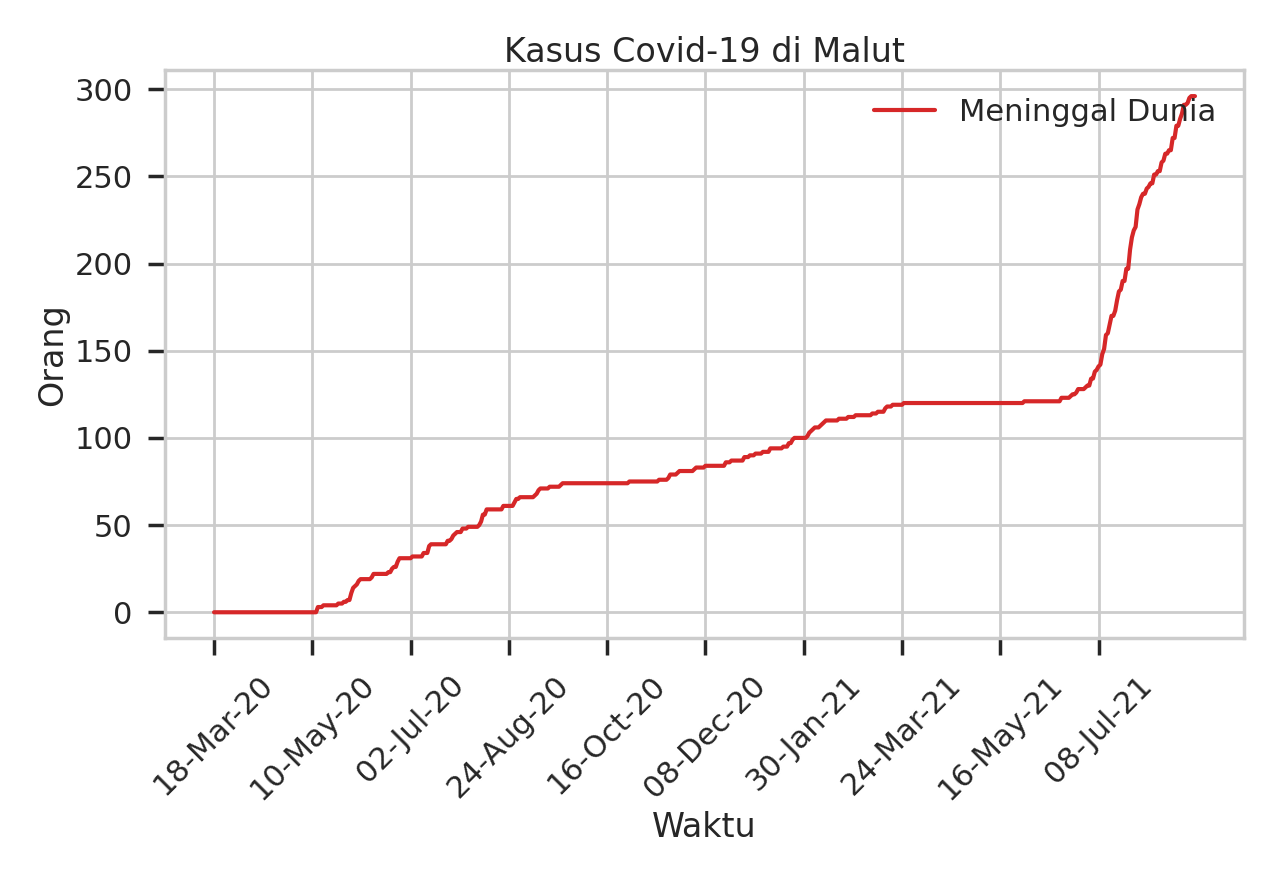 Kasus Covid-19 di Malut
Meninggal Dunia
Orang
300
250
200
150
100
50
0
18-Mar-20
10-May-20
02-Jul-20
24-Aug-20
16-Oct-20
08-Dec-20
30-Jan-21
24-Mar-21
16-May-21
08-Jul-21
Waktu